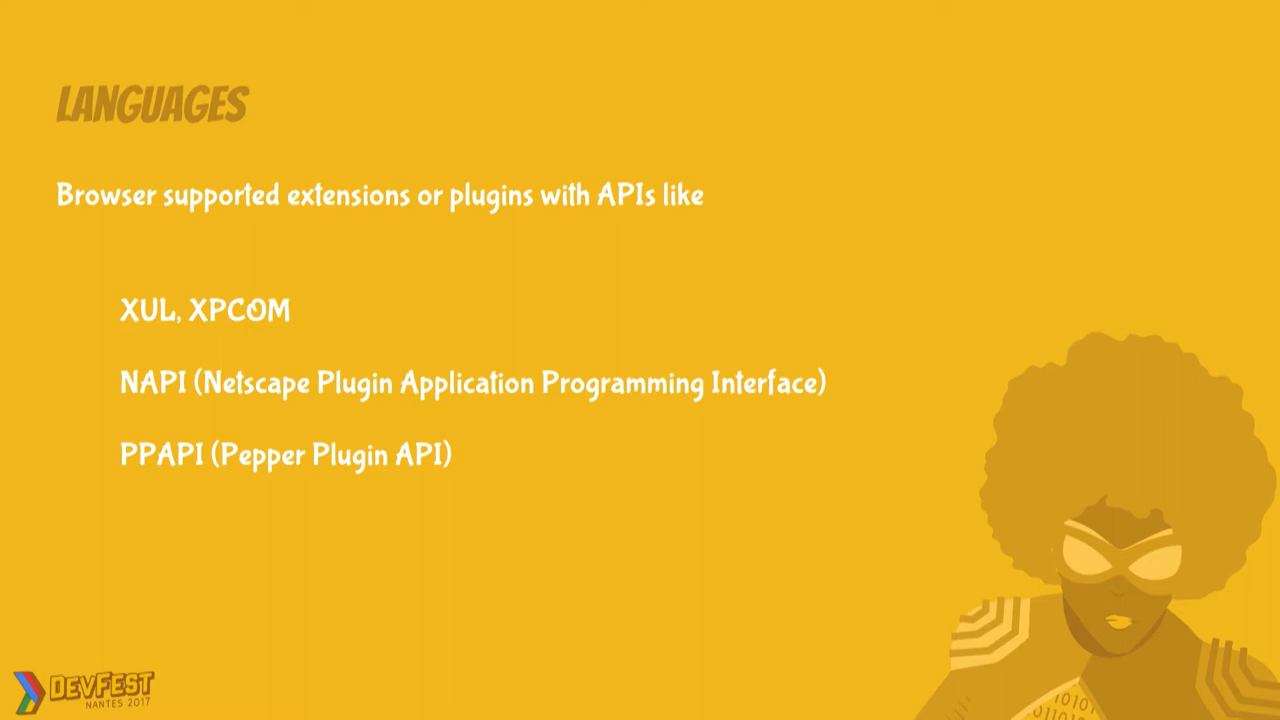 LANGUAGES
Browser supported extensions or plugins with APIs like
XUL, XPCOM
NAPI (Netscape Plugin Application Programming Interface)
PPAPI (Pepper Plugin API)
DEVFEST
NANTES 2017